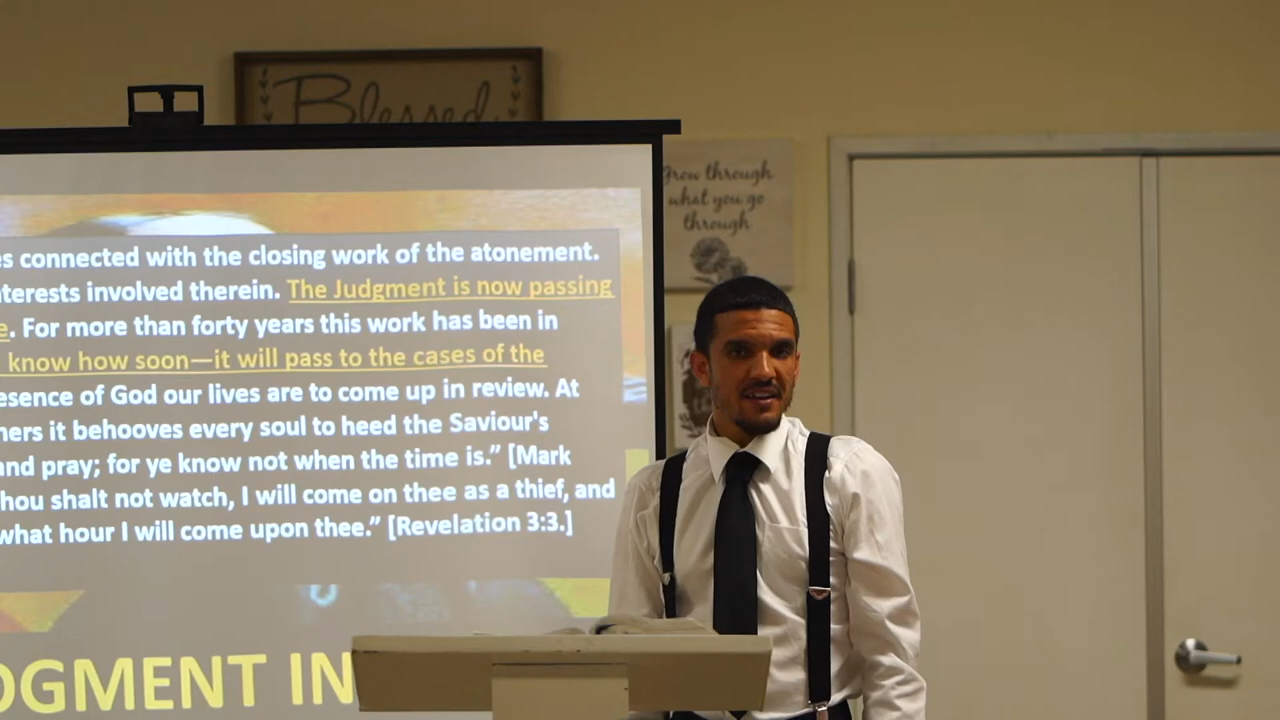 Blessed
Grow through
what you go
through
es connected with the closing work of the atonement.
nterests involved therein. The Judgment is now passing
e. For more than forty years this work has been in
know how soon—it will pass to the cases of the
esence of God our lives are to come up in review. At
hers it behooves every soul to heed the Saviour's
and pray; for ye know not when the time is.” [Mark
hou shalt not watch, I will come on thee as a thief, and
what hour I will come upon thee.” [Revelation 3:3.]
DGMENT IN